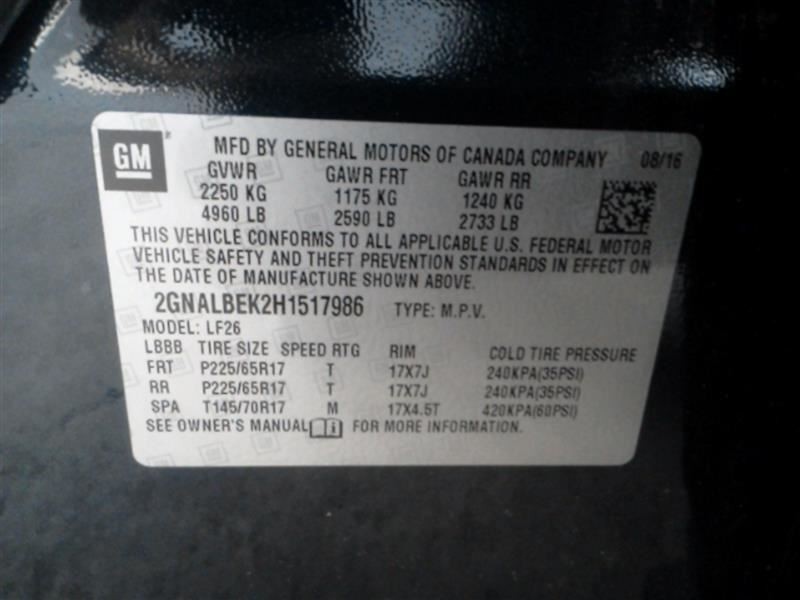 GM MFD BY GENERAL MOTORS OF CANADA COMPANY 08/16
GVWR GAWR FRT GAWR RR
2250 KG 1175 KG 1240 KG
4960 LB 2590 LB 2733 LB
THIS VEHICLE CONFORMS TO ALL APPLICABLE U.S. FEDERAL MOTOR
VEHICLE SAFETY AND THEFT PREVENTION STANDARDS IN EFFECT ON
THE DATE OF MANUFACTURE SHOWN ABOVE.
2GNALBEK2H1517986 TYPE: M.P.V.
MODEL: LF26
LBBB TIRE SIZE SPEED RTG RIM COLD TIRE PRESSURE
FRT P225/65R17 T 17X7J 240KPA(35PSI)
RR P225/65R17 T 17X7J 240KPA(35PSI)
SPA T145/70R17 M 17X4.5T 420KPA(60PSI)
SEE OWNER'S MANUAL FOR MORE INFORMATION.